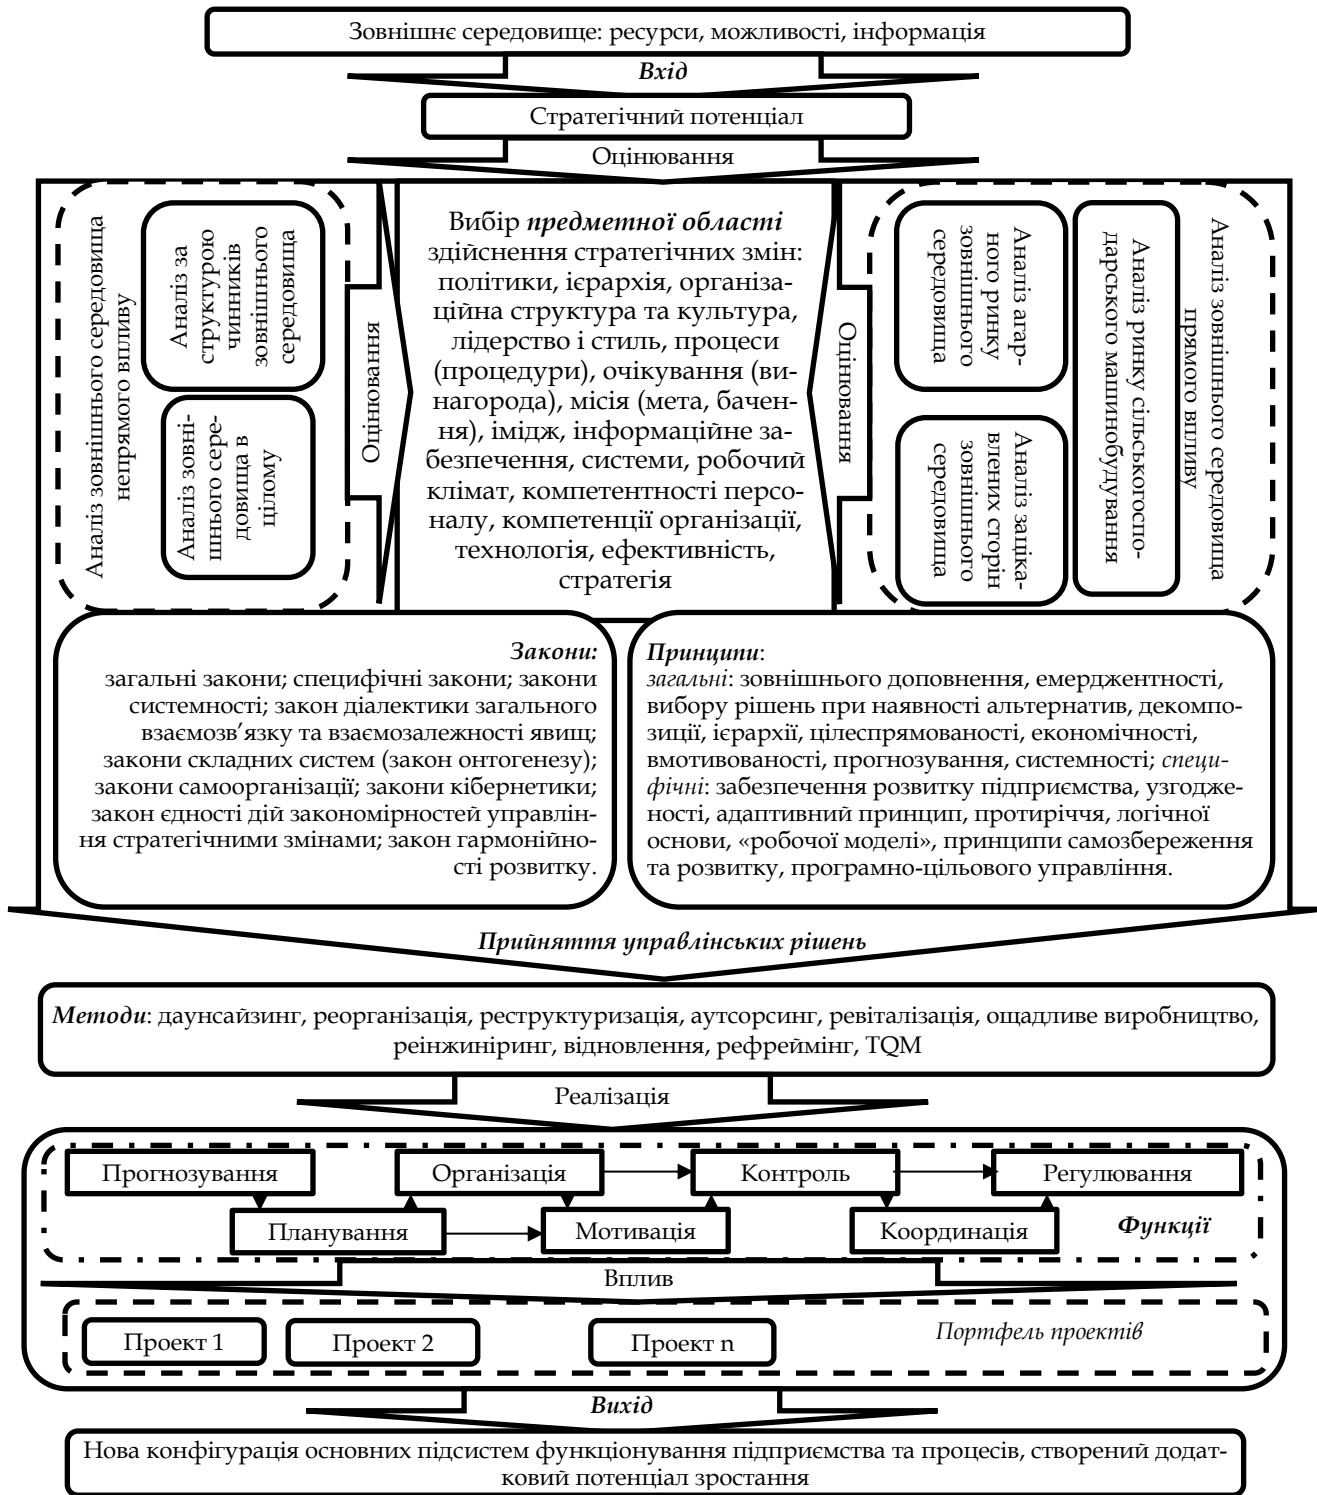 Зовнішнє середовище: ресурси, можливості, інформація
Вхід
Стратегічний потенціал
Оцінювання
Аналіз зовнішнього середовища
непрямого впливу
Аналіз за
структурою
чинників
зовнішнього
середовища
Аналіз зовні-
шнього сере-
довища в
цілому
Оцінювання
Вибір предметної області
здійснення стратегічних змін:
політики, ієрархія, організа-
ційна структура та культура,
лідерство і стиль, процеси
(процедури), очікування (ви-
нагорода), місія (мета, бачен-
ня), імідж, інформаційне за-
безпечення, системи, робочий
клімат, компетентності персо-
налу, компетенції організації,
технологія, ефективність,
стратегія
Оцінювання
Аналіз агар-
ного ринку
зовнішнього
середовища
Аналіз заціка-
влених сторін
зовнішнього
середовища
Аналіз ринку сільськогоспо-
дарського машинобудування
Аналіз зовнішнього середовища
прямого впливу
Закони:
загальні закони; специфічні закони; закони
системності; закон діалектики загального
взаємозв’язку та взаємозалежності явищ;
закони складних систем (закон онтогенезу);
закони самоорганізації; закони кібернетики;
закон єдності дій закономірностей управлін-
ня стратегічними змінами; закон гармонійно-
сті розвитку.
Принципи:
загальні: зовнішнього доповнення, емерджентності,
вибору рішень при наявності альтернатив, декомпо-
зиції, ієрархії, цілеспрямованості, економічності,
вмотивованості, прогнозування, системності; специ-
фічні: забезпечення розвитку підприємства, узгодже-
ності, адаптивний принцип, протиріччя, логічної
основи, «робочої моделі», принципи самозбереження
та розвитку, програмно-цільового управління.
Прийняття управлінських рішень
Методи: даунсайзинг, реорганізація, реструктуризація, аутсорсинг, ревіталізація, ощадливе виробництво,
реінжиніринг, відновлення, рефреймінг, TQM
Реалізація
Прогнозування
Організація
Контроль
Регулювання
Планування
Мотивація
Координація
Функції
Вплив
Проект 1
Проект 2
Проект n
Портфель проектів
Вихід
Нова конфігурація основних підсистем функціонування підприємства та процесів, створений додат-
ковий потенціал зростання